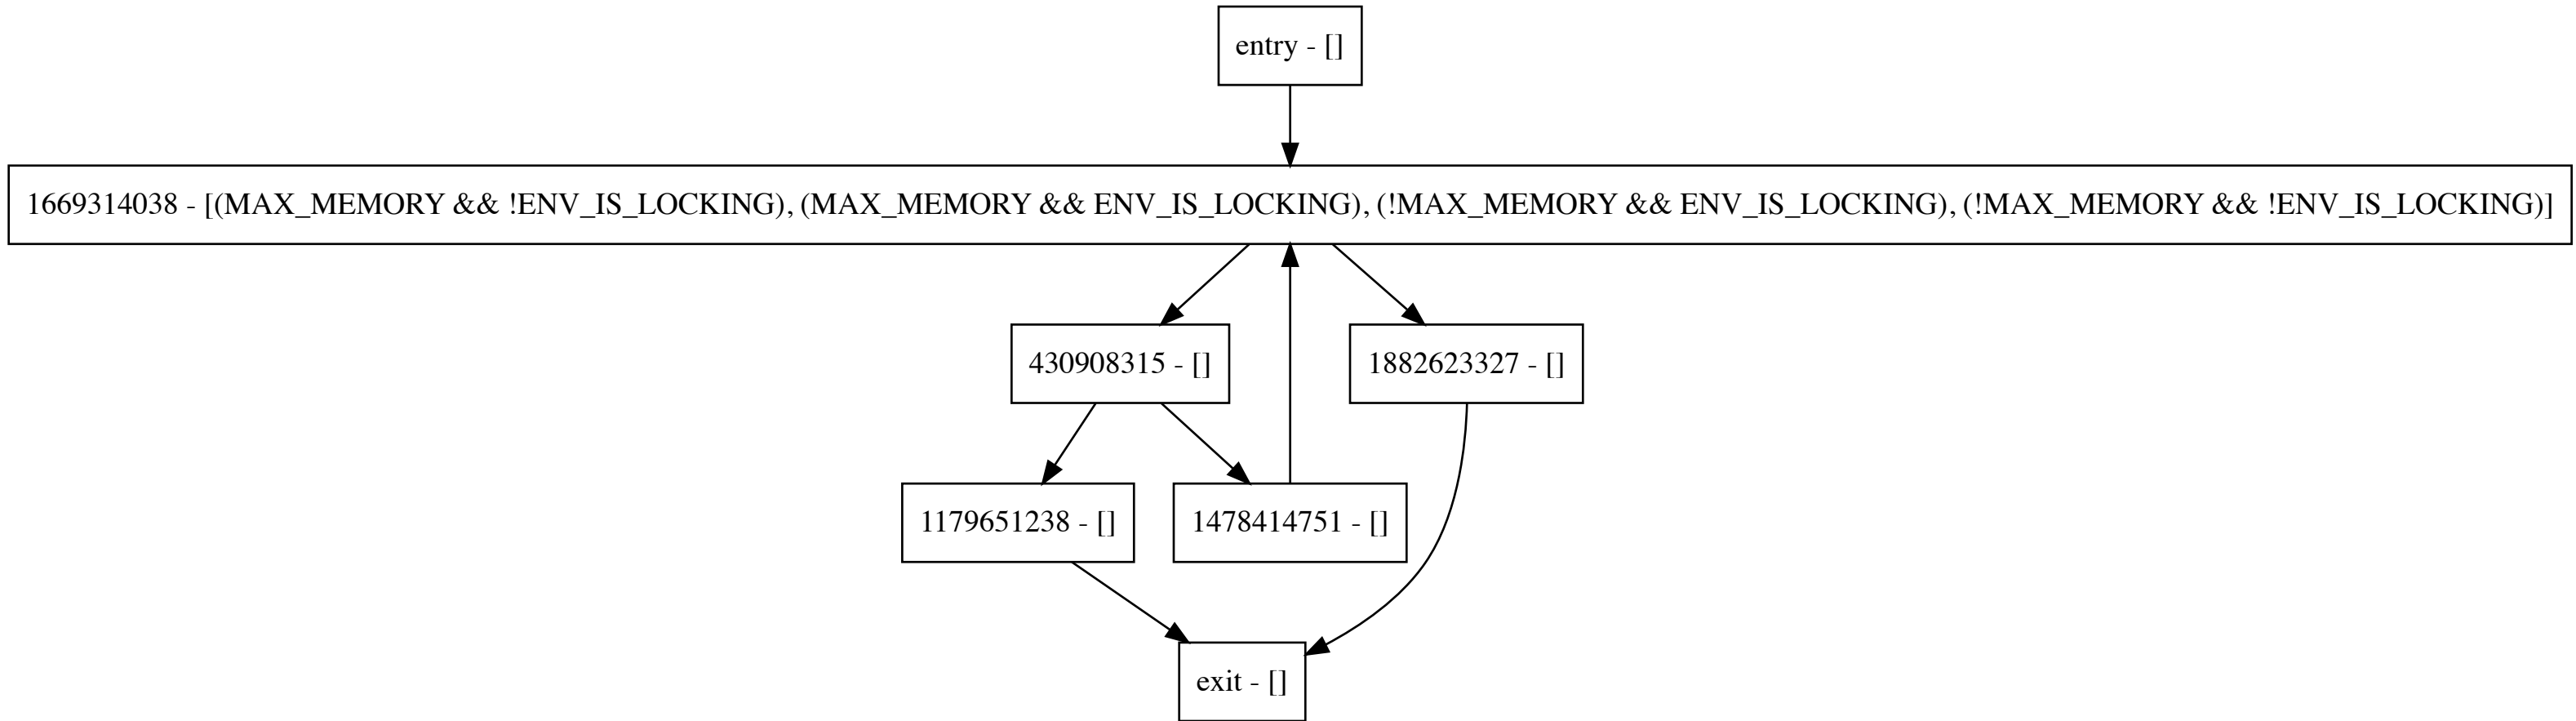 entry - []
1669314038 - [(MAX_MEMORY && !ENV_IS_LOCKING), (MAX_MEMORY && ENV_IS_LOCKING), (!MAX_MEMORY && ENV_IS_LOCKING), (!MAX_MEMORY && !ENV_IS_LOCKING)]
430908315 - []
1882623327 - []
1179651238 - []
1478414751 - []
exit - []